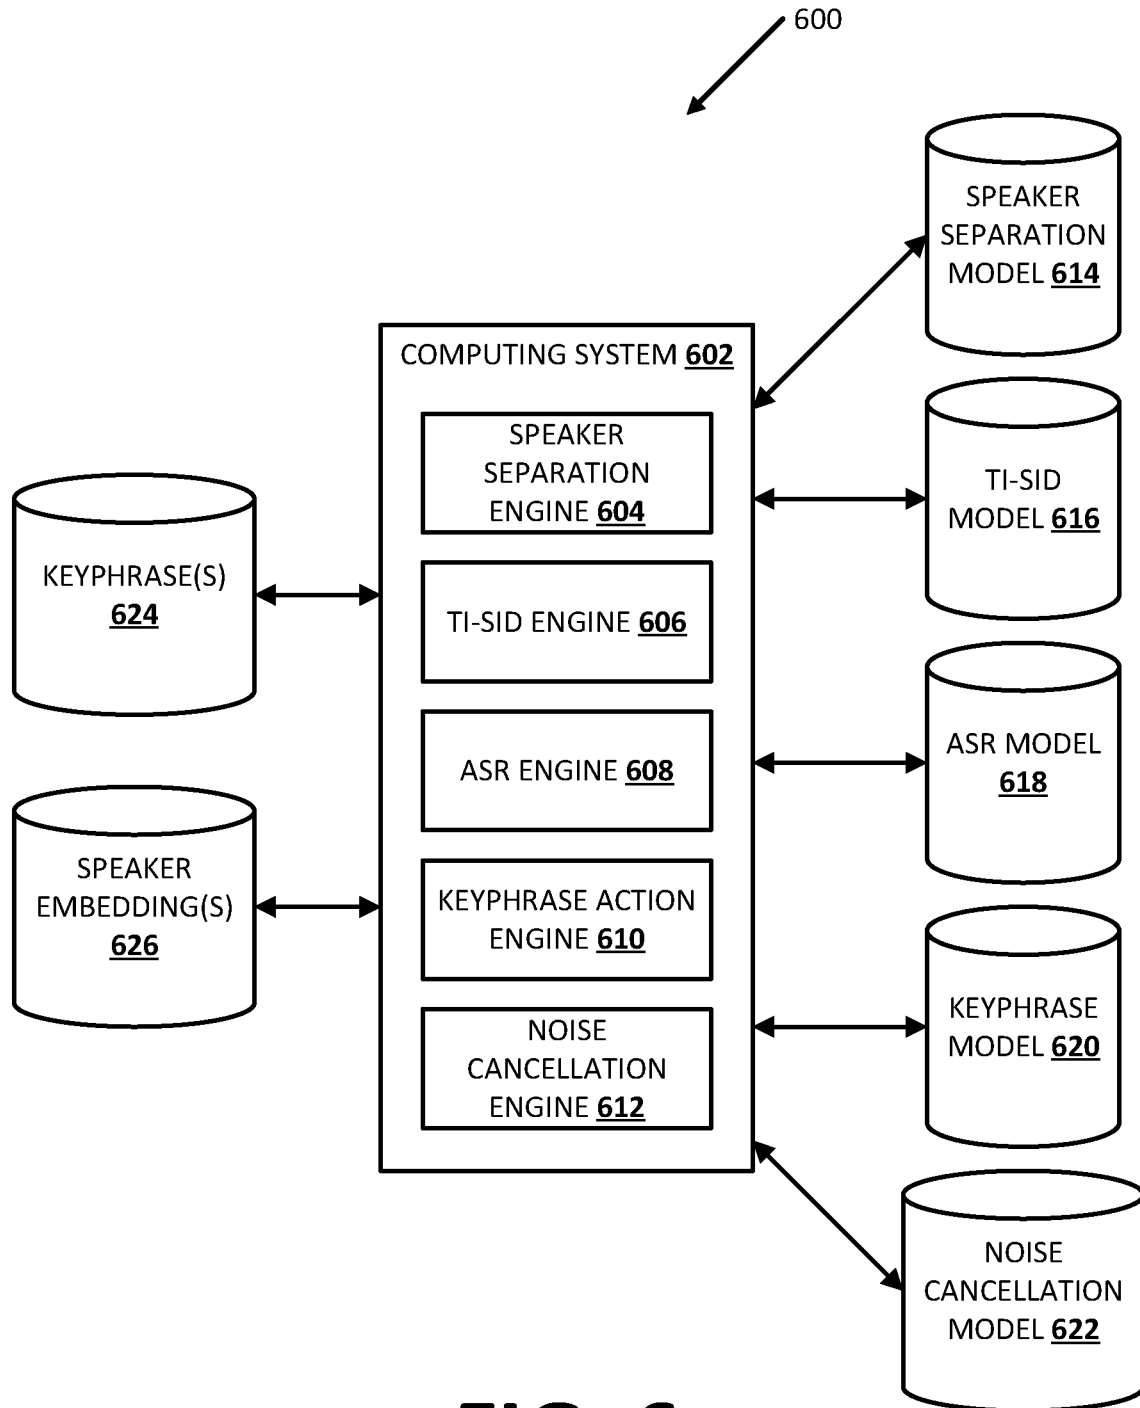 600
SPEAKER
SEPARATION
MODEL 614
COMPUTING SYSTEM 602
SPEAKER
SEPARATION
ENGINE 604
TI-SID
MODEL 616
KEYPHRASE(S)
624
TI-SID ENGINE 606
ASR ENGINE 608
ASR MODEL
618
SPEAKER
EMBEDDING(S)
626
KEYPHRASE ACTION
ENGINE 610
KEYPHRASE
MODEL 620
NOISE
CANCELLATION
ENGINE 612
NOISE
CANCELLATION
MODEL 622